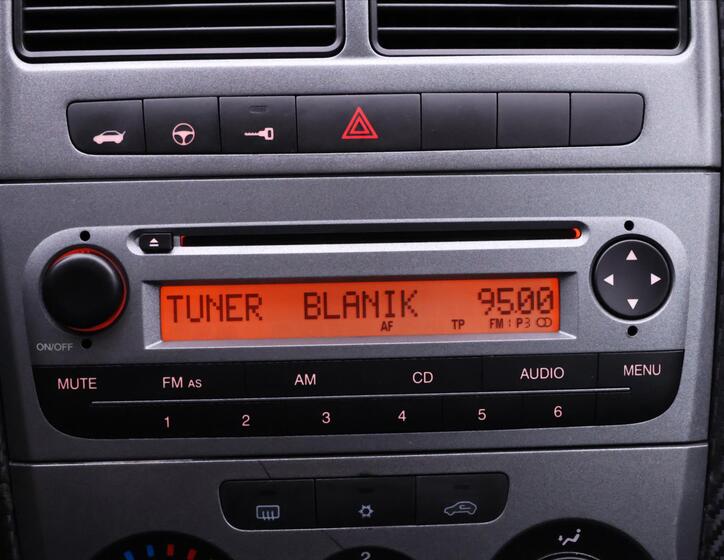 TUNER BLANIK 95.00
AF TP FM : P3
ON/OFF
MUTE FM AS AM CD AUDIO MENU
1 2 3 4 5 6
2